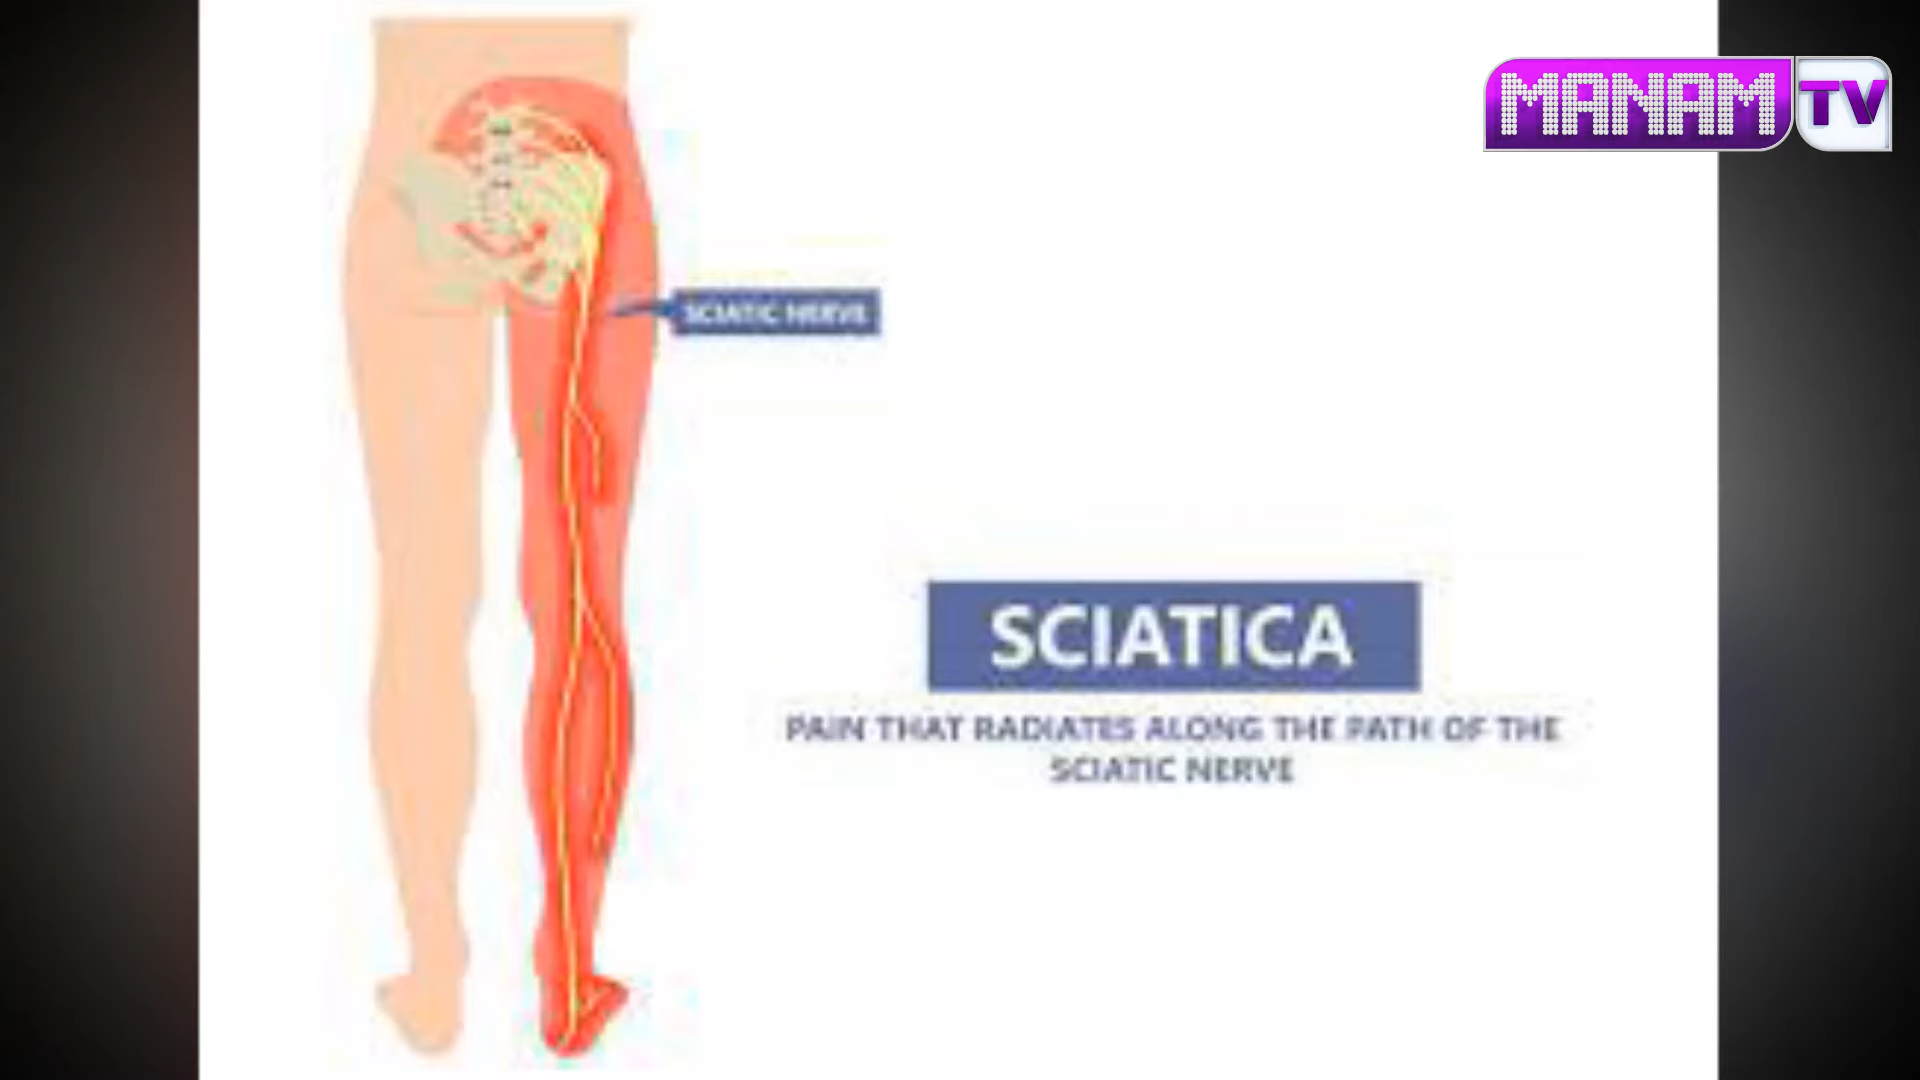 MANAM TV
SCIATIC NERVE
SCIATICA
PAIN THAT RADIATES ALONG THE PATH OF THE
SCIATIC NERVE